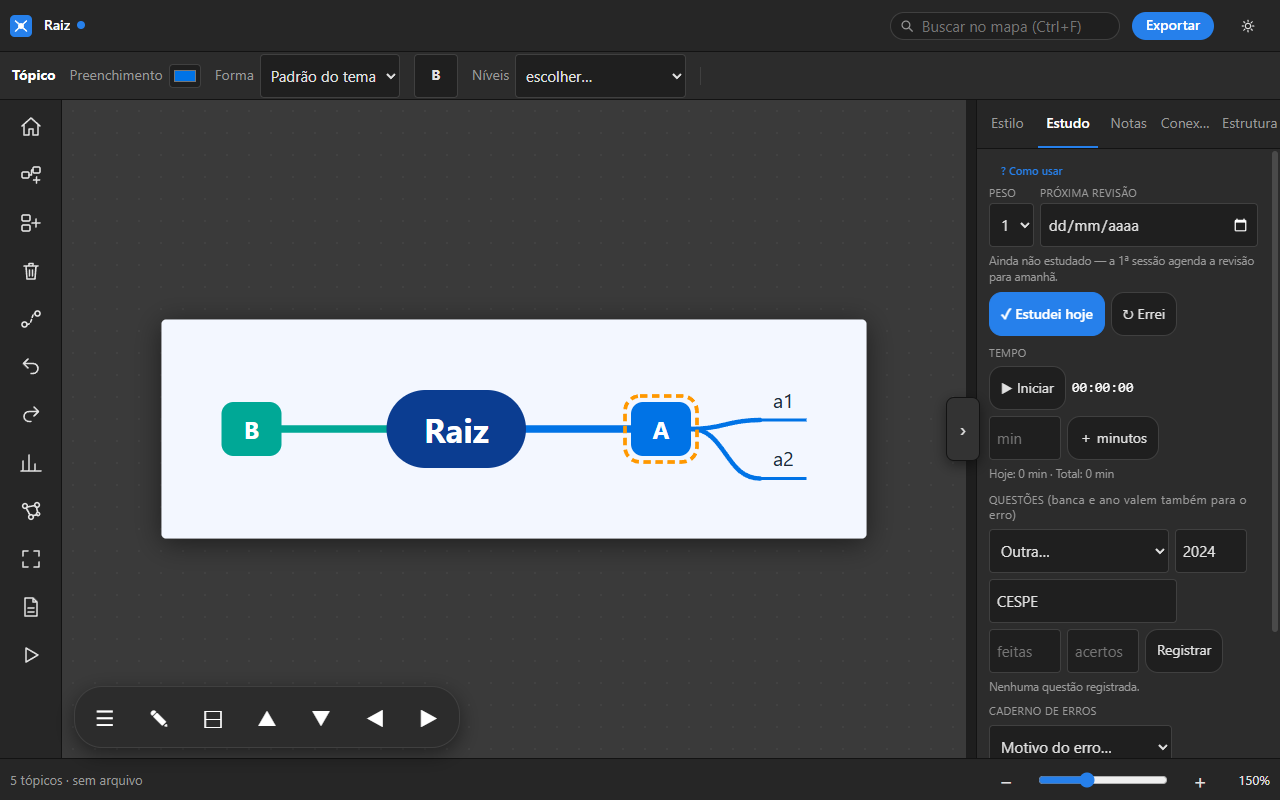 Raiz
Buscar no mapa (Ctrl+F)
Exportar
Tópico
Preenchimento
Forma
Padrão do tema
B
Níveis
escolher...
Estilo
Estudo
Notas
Conex...
Estrutura
? Como usar
PESO
PRÓXIMA REVISÃO
1
dd/mm/aaaa
Ainda não estudado — a 1ª sessão agenda a revisão
para amanhã.
✓ Estudei hoje
↻ Errei
TEMPO
▶ Iniciar
00:00:00
min
+ minutos
Hoje: 0 min · Total: 0 min
QUESTÕES (banca e ano valem também para o
erro)
Outra...
2024
CESPE
feitas
acertos
Registrar
Nenhuma questão registrada.
CADERNO DE ERROS
Motivo do erro...
B
Raiz
A
a1
a2
5 tópicos · sem arquivo
150%